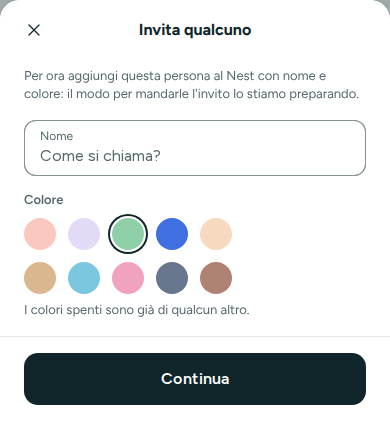 Invita qualcuno
Per ora aggiungi questa persona al Nest con nome e
colore: il modo per mandarle l'invito lo stiamo preparando.
Nome
Come si chiama?
Colore
I colori spenti sono già di qualcun altro.
Continua